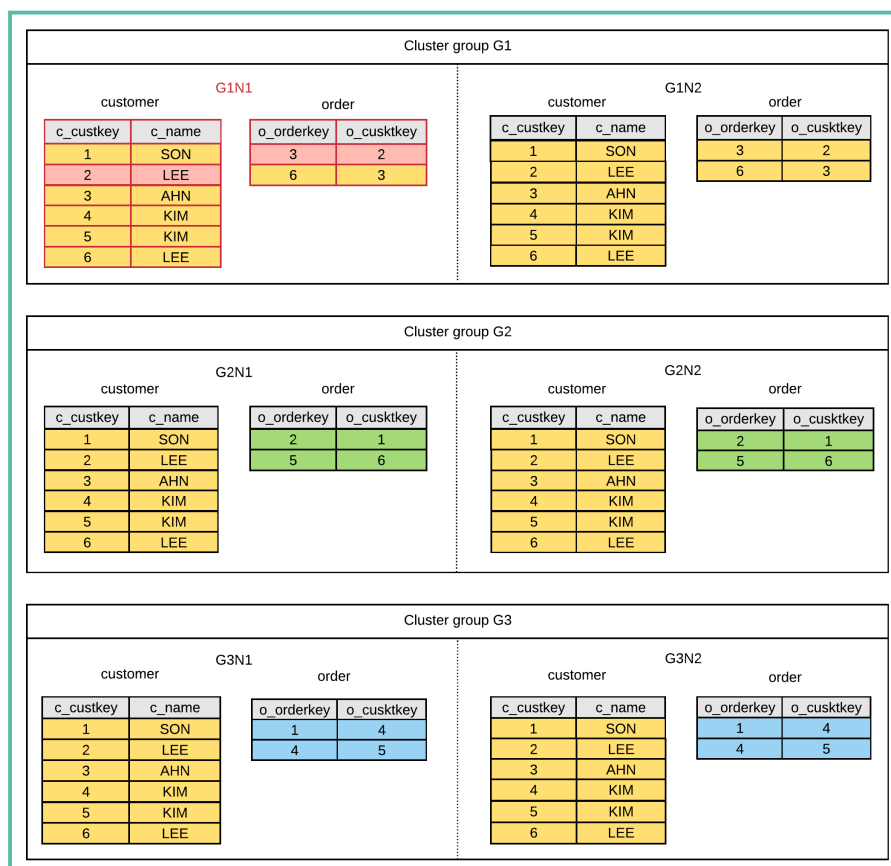 Cluster group G1
G1N1
customer order
c_custkey c_name o_orderkey o_cusktkey
1 SON 3 2
2 LEE 6 3
3 AHN
4 KIM
5 KIM
6 LEE
G1N2
customer order
c_custkey c_name o_orderkey o_cusktkey
1 SON 3 2
2 LEE 6 3
3 AHN
4 KIM
5 KIM
6 LEE
Cluster group G2
G2N1
customer order
c_custkey c_name o_orderkey o_cusktkey
1 SON 2 1
2 LEE 5 6
3 AHN
4 KIM
5 KIM
6 LEE
G2N2
customer order
c_custkey c_name o_orderkey o_cusktkey
1 SON 2 1
2 LEE 5 6
3 AHN
4 KIM
5 KIM
6 LEE
Cluster group G3
G3N1
customer order
c_custkey c_name o_orderkey o_cusktkey
1 SON 1 4
2 LEE 4 5
3 AHN
4 KIM
5 KIM
6 LEE
G3N2
customer order
c_custkey c_name o_orderkey o_cusktkey
1 SON 1 4
2 LEE 4 5
3 AHN
4 KIM
5 KIM
6 LEE